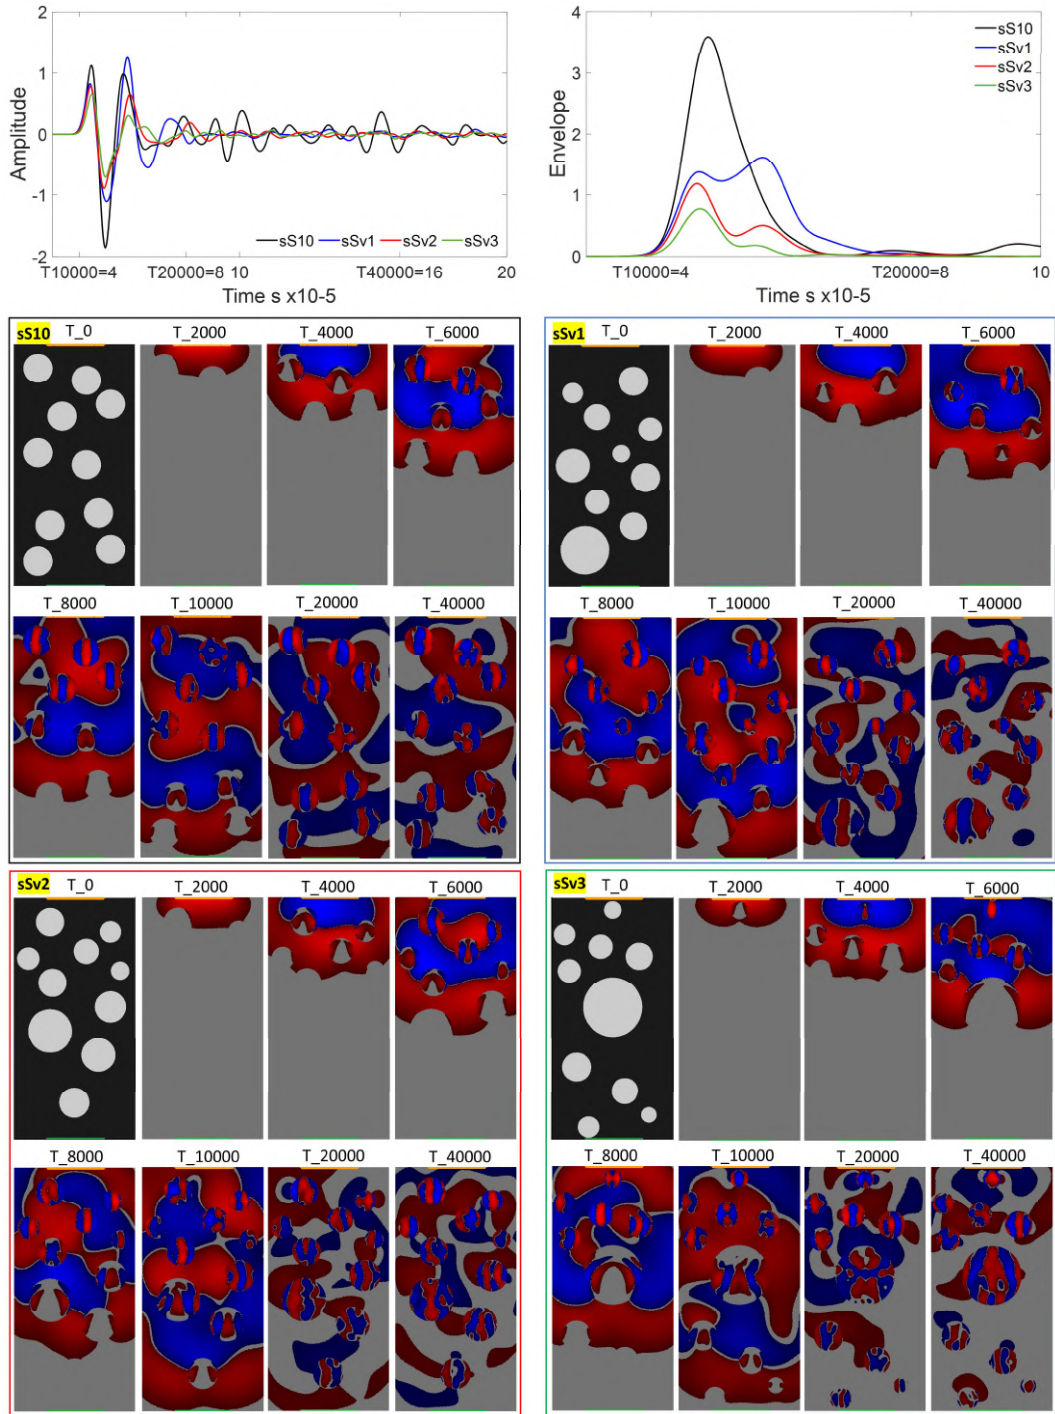 2
1
0
-1
-2
Amplitude
sS10 sSv1 sSv2 sSv3
T10000=4 T20000=8 10 T40000=16 20
Time s x10-5
4
3
2
1
0
Envelope
sS10
sSv1
sSv2
sSv3
T10000=4 T20000=8 10
Time s x10-5
sS10 T_0 T_2000 T_4000 T_6000
T_8000 T_10000 T_20000 T_40000
sSv1 T_0 T_2000 T_4000 T_6000
T_8000 T_10000 T_20000 T_40000
sSv2 T_0 T_2000 T_4000 T_6000
T_8000 T_10000 T_20000 T_40000
sSv3 T_0 T_2000 T_4000 T_6000
T_8000 T_10000 T_20000 T_40000